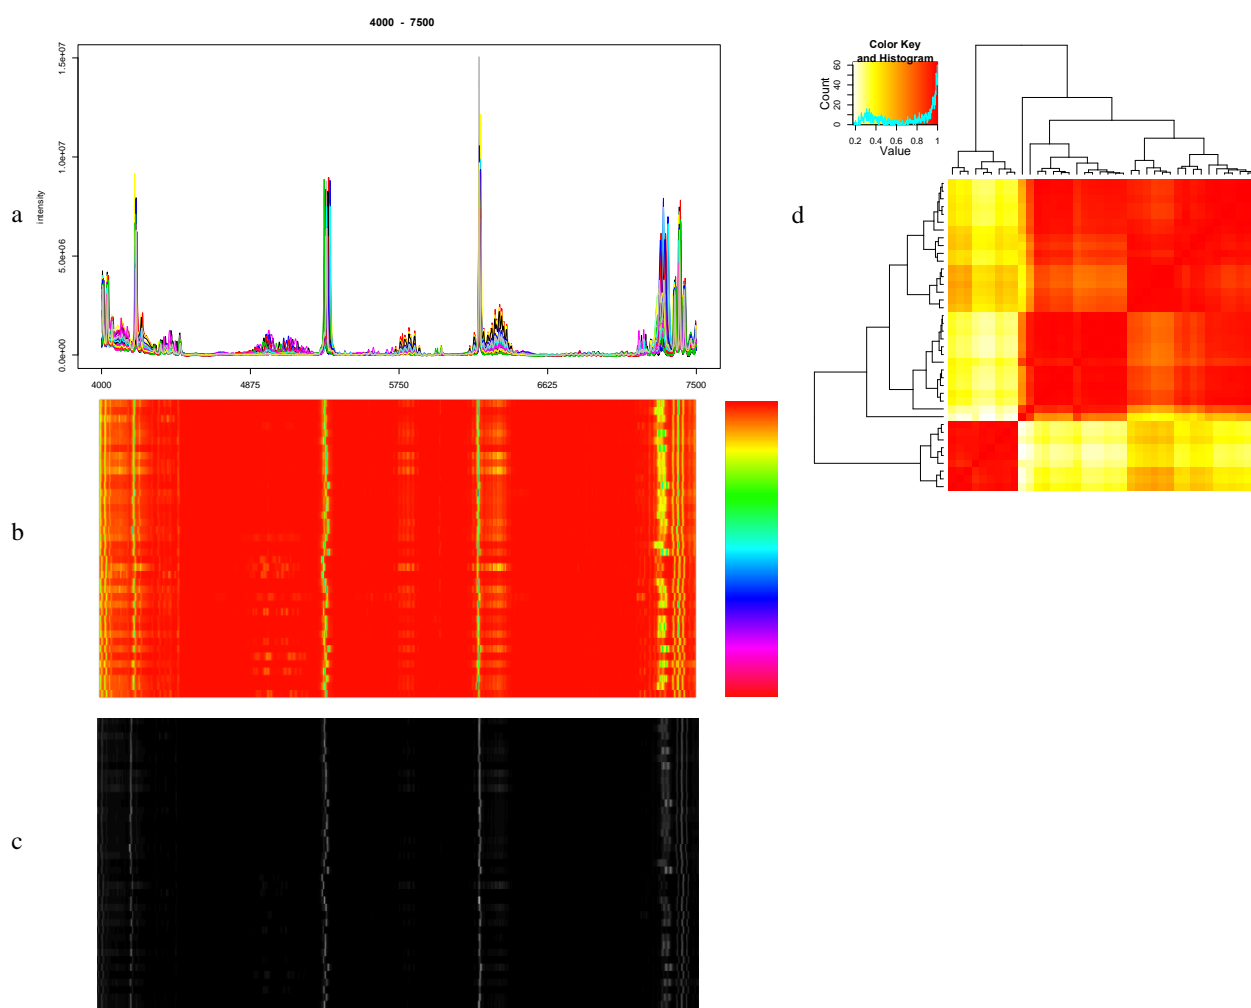 4000 - 7500
a
intensity
0.0e+00
5.0e+06
1.0e+07
1.5e+07
4000 4875 5750 6625 7500
b
c
d
Color Key
and Histogram
Count
0 20 40 60
0.2 0.4 0.6 0.8 1
Value